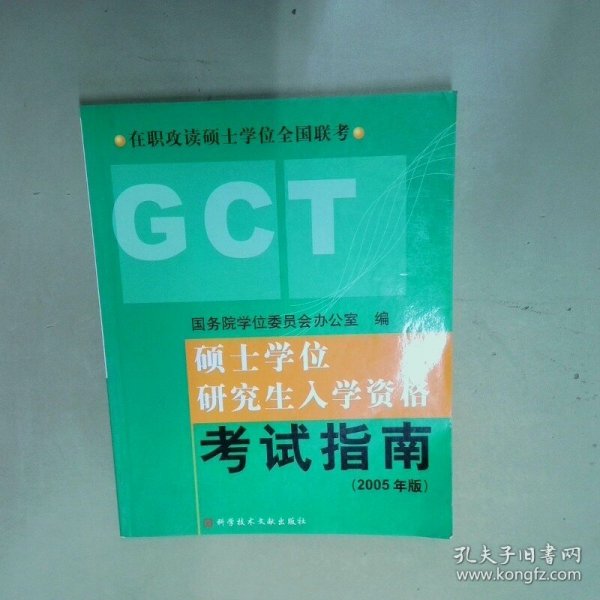 在职攻读硕士学位全国联考
GCT
国务院学位委员会办公室 编
硕士学位
研究生入学资格
考试指南
(2005年版)
科学技术文献出版社
孔夫子旧书网
www.kongfz.com